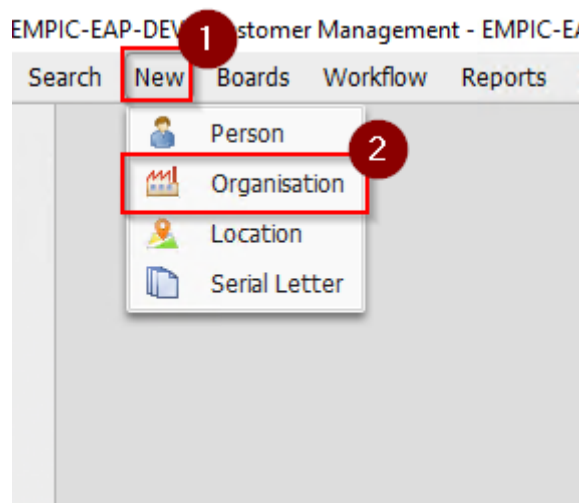 EMPIC-EAP-DEV stomer Management - EMPIC-EA
1
Search New Boards Workflow Reports
Person
2
Organisation
Location
Serial Letter